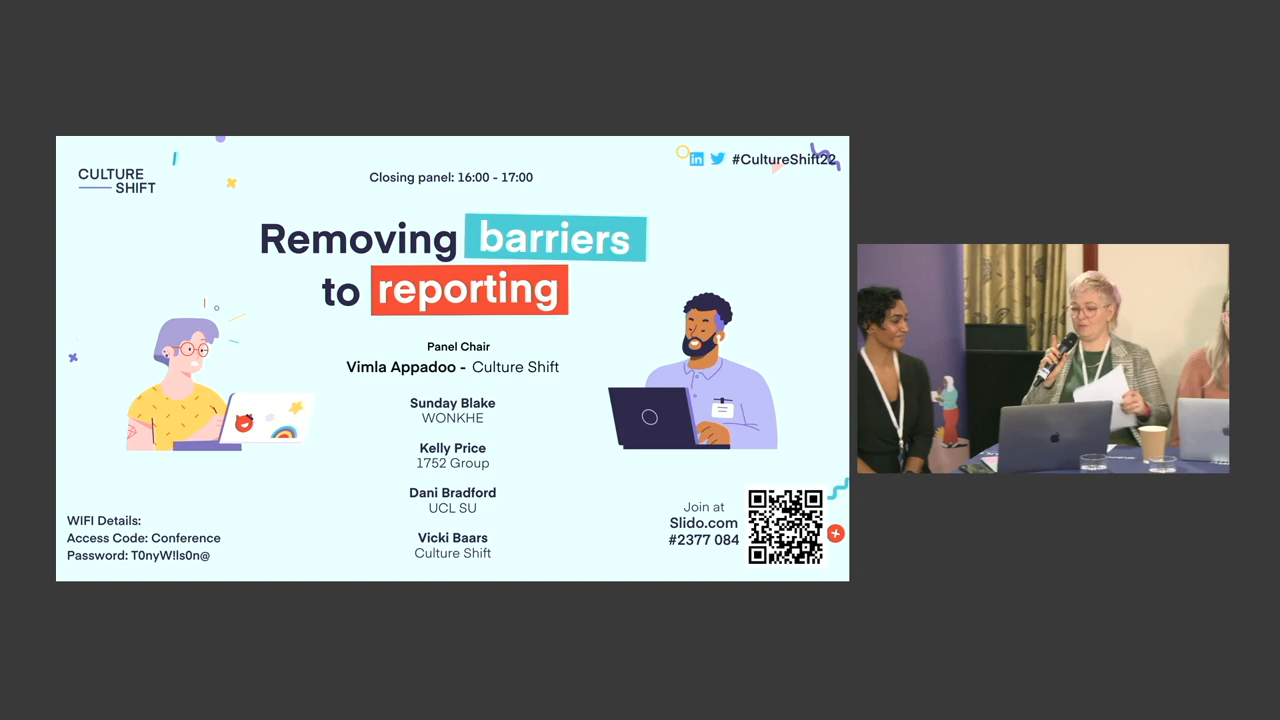 CULTURE
SHIFT
Closing panel: 16:00 - 17:00
#CultureShift22
Removing barriers
to reporting
Panel Chair
Vimla Appadoo - Culture Shift
Sunday Blake
WONKHE
Kelly Price
1752 Group
Dani Bradford
UCL SU
Vicki Baars
Culture Shift
WIFI Details:
Access Code: Conference
Password: T0nyW!ls0n@
Join at
Slido.com
#2377 084